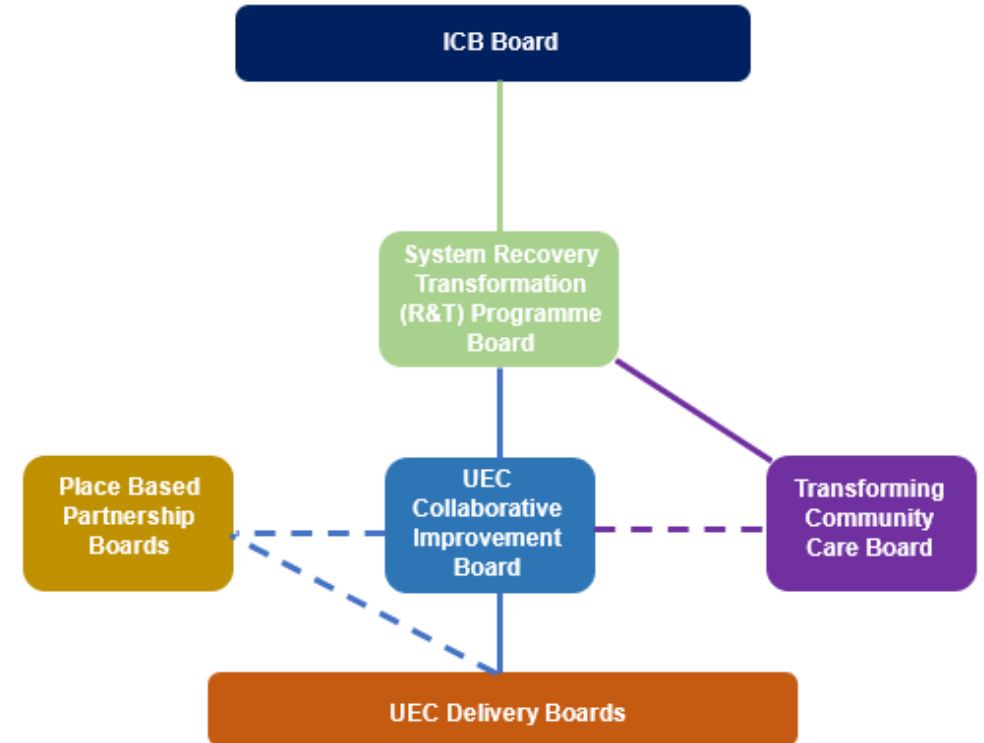 ICB Board
System Recovery
Transformation
(R&T) Programme
Board
Place Based
Partnership
Boards
UEC
Collaborative
Improvement
Board
Transforming
Community
Care Board
UEC Delivery Boards